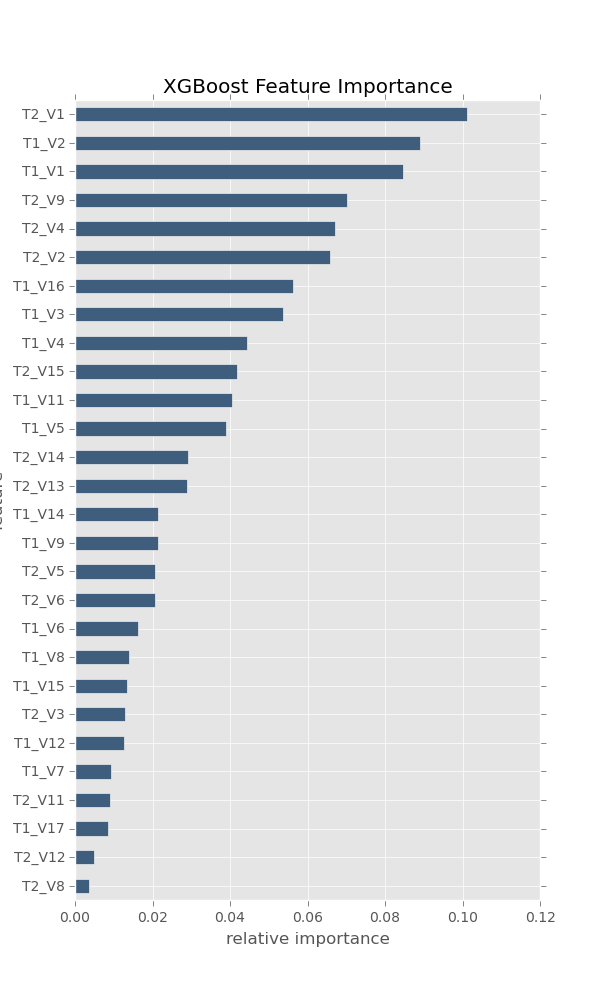 XGBoost Feature Importance
T2_V1
T1_V2
T1_V1
T2_V9
T2_V4
T2_V2
T1_V16
T1_V3
T1_V4
T2_V15
T1_V11
T1_V5
T2_V14
T2_V13
T1_V14
T1_V9
T2_V5
T2_V6
T1_V6
T1_V8
T1_V15
T2_V3
T1_V12
T1_V7
T2_V11
T1_V17
T2_V12
T2_V8
0.00 0.02 0.04 0.06 0.08 0.10 0.12
relative importance